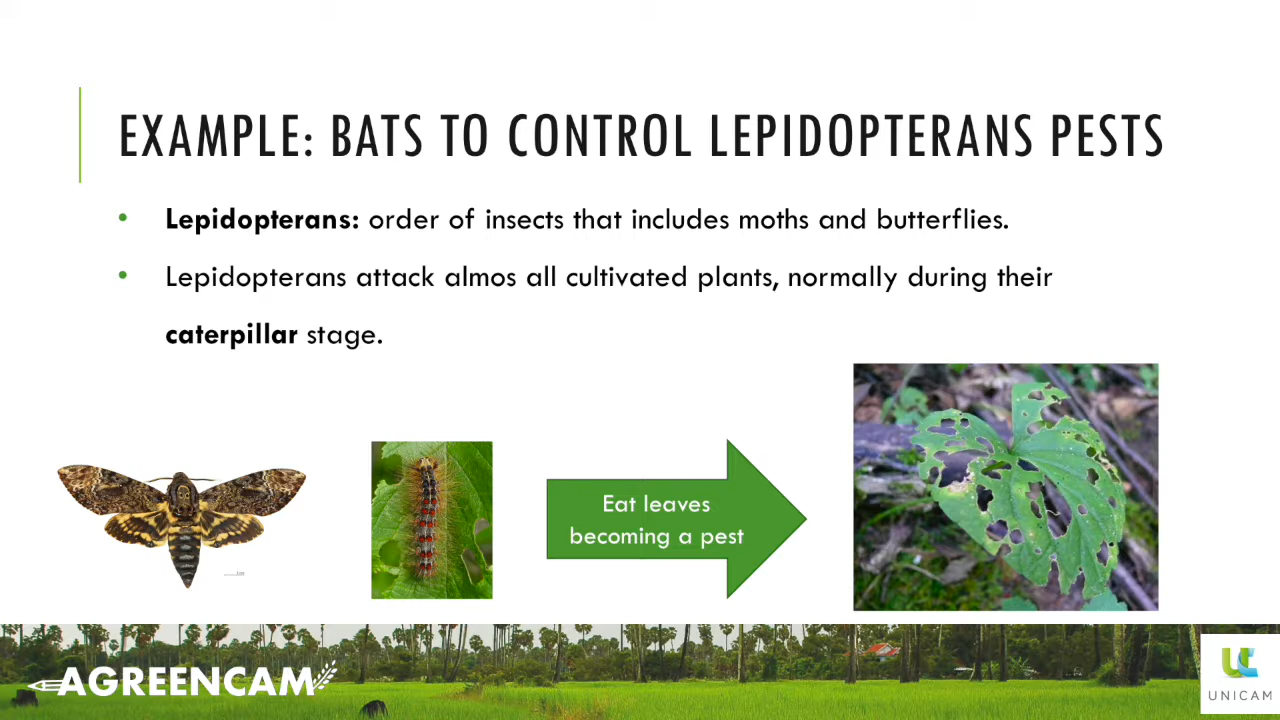 EXAMPLE: BATS TO CONTROL LEPIDOPTERANS PESTS
• Lepidopterans: order of insects that includes moths and butterflies.
• Lepidopterans attack almos all cultivated plants, normally during their
caterpillar stage.
Eat leaves
becoming a pest
AGREENCAM
UNICAM